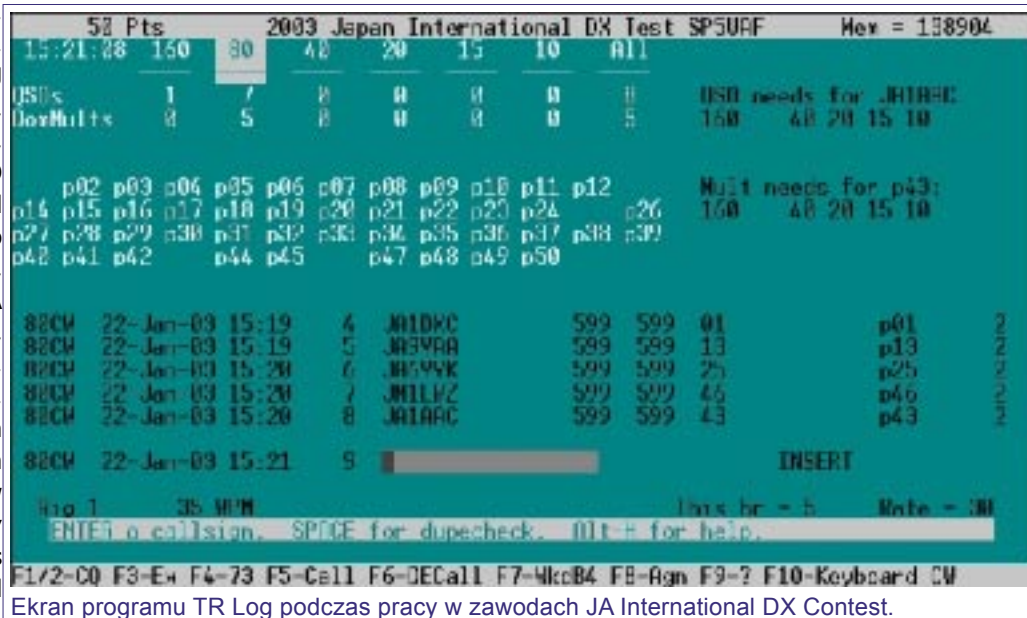 50 Pts 2003 Japan International DX Test SP5UAF Mem = 138904
15:21:08 160 80 40 20 15 10 All
QSOs 1 7 0 0 0 0 8 QSO needs for JA1AAC
DomMults 0 5 0 0 0 0 5 160 40 20 15 10
p02 p03 p04 p05 p06 p07 p08 p09 p10 p11 p12 Mult needs for p43:
p14 p15 p16 p17 p18 p19 p20 p21 p22 p23 p24 p26 160 40 20 15 10
p27 p28 p29 p30 p31 p32 p33 p34 p35 p36 p37 p38 p39
p40 p41 p42 p44 p45 p47 p48 p49 p50
80CW 22-Jan-03 15:19 4 599 599 01 p01 2
80CW 22-Jan-03 15:19 5 599 599 13 p13 2
80CW 22-Jan-03 15:20 6 599 599 25 p25 2
80CW 22-Jan-03 15:20 7 599 599 46 p46 2
80CW 22-Jan-03 15:20 8 JA1AAC 599 599 43 p43 2
80CW 22-Jan-03 15:21 9 INSERT
Rig 1 35 WPM This hr = 5 Rate = 30
ENTER a callsign. SPACE for dupecheck. Alt-H for help.
F1/2-CQ F3-Ex F4-73 F5-Call F6-DECall F7-WkdB4 F8-Agn F9-? F10-Keyboard CW
Ekran programu TR Log podczas pracy w zawodach JA International DX Contest.